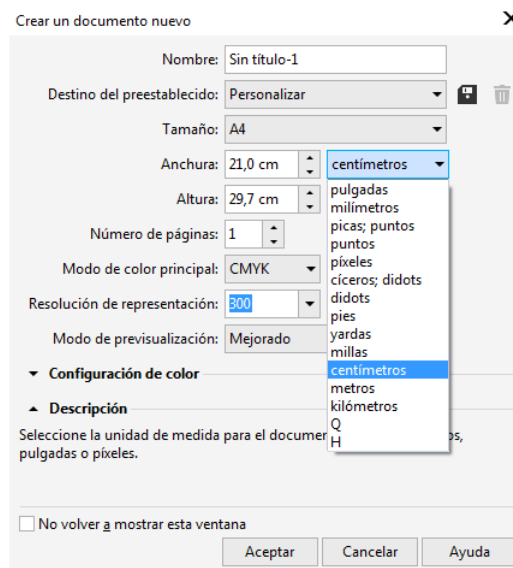 Crear un documento nuevo
Nombre: Sin título-1
Destino del preestablecido: Personalizar
Tamaño: A4
Anchura: 21,0 cm centímetros
Altura: 29,7 cm
Número de páginas: 1
Modo de color principal: CMYK
Resolución de representación: 300
Modo de previsualización: Mejorado
pulgadas
milímetros
picas; puntos
puntos
píxeles
cíceros; didots
didots
pies
yardas
millas
centímetros
metros
kilómetros
Q
H
Configuración de color
Descripción
Seleccione la unidad de medida para el
pulgadas o píxeles.
No volver a mostrar esta ventana
Aceptar Cancelar Ayuda